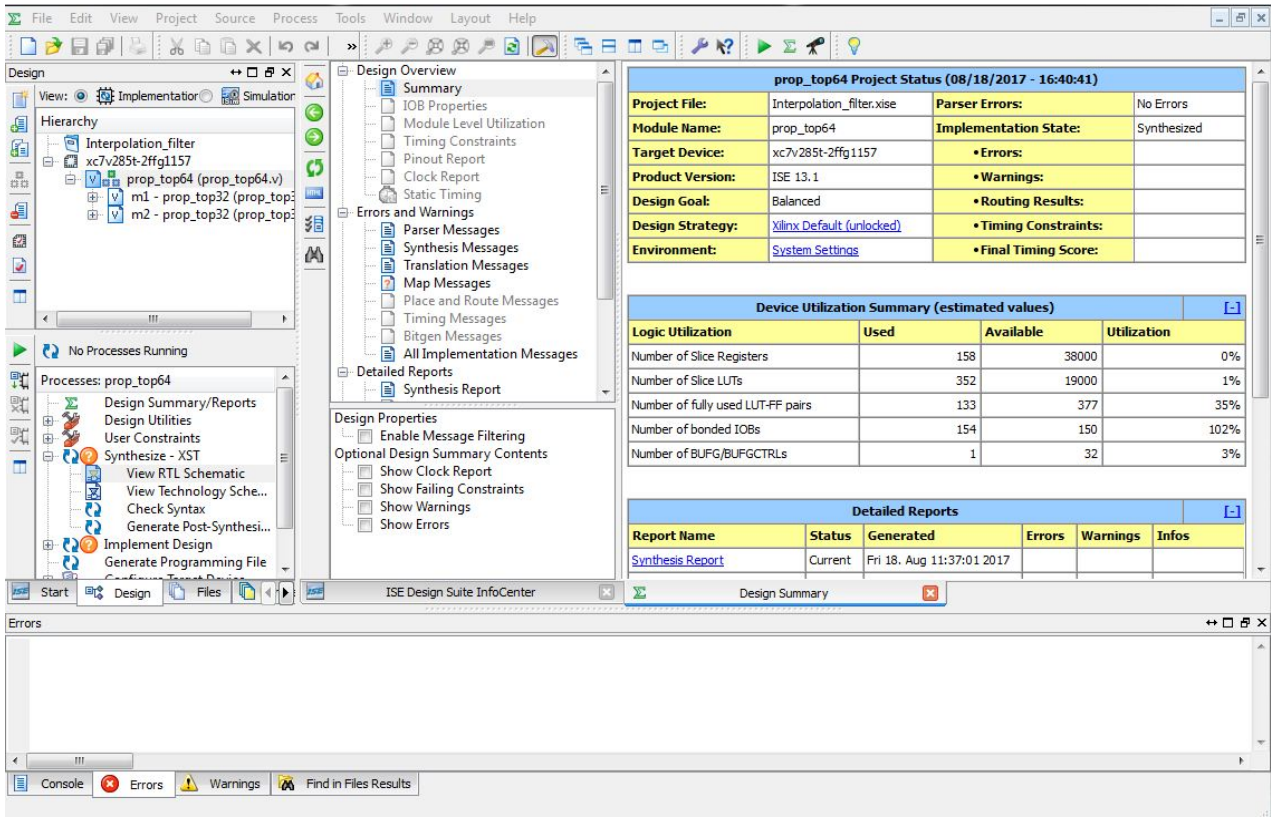 File Edit View Project Source Process Tools Window Layout Help
Design
View: Implementation Simulation
Hierarchy
Interpolation_filter
xc7v285t-2ffg1157
prop_top64 (prop_top64.v)
m1 - prop_top32 (prop_top3
m2 - prop_top32 (prop_top3
No Processes Running
Processes: prop_top64
Design Summary/Reports
Design Utilities
User Constraints
Synthesize - XST
View RTL Schematic
View Technology Sche...
Check Syntax
Generate Post-Synthesi...
Implement Design
Generate Programming File
Start Design Files
Design Overview
Summary
IOB Properties
Module Level Utilization
Timing Constraints
Pinout Report
Clock Report
Static Timing
Errors and Warnings
Parser Messages
Synthesis Messages
Translation Messages
Map Messages
Place and Route Messages
Timing Messages
Bitgen Messages
All Implementation Messages
Detailed Reports
Synthesis Report
Design Properties
Enable Message Filtering
Optional Design Summary Contents
Show Clock Report
Show Failing Constraints
Show Warnings
Show Errors
prop_top64 Project Status (08/18/2017 - 16:40:41)
Project File: Interpolation_filter.xise Parser Errors: No Errors
Module Name: prop_top64 Implementation State: Synthesized
Target Device: xc7v285t-2ffg1157 •Errors:
Product Version: ISE 13.1 •Warnings:
Design Goal: Balanced •Routing Results:
Design Strategy: Xilinx Default (unlocked) •Timing Constraints:
Environment: System Settings •Final Timing Score:
Device Utilization Summary (estimated values) [-]
Logic Utilization Used Available Utilization
Number of Slice Registers 158 38000 0%
Number of Slice LUTs 352 19000 1%
Number of fully used LUT-FF pairs 133 377 35%
Number of bonded IOBs 154 150 102%
Number of BUFG/BUFGCTRLs 1 32 3%
Detailed Reports [-]
Report Name Status Generated Errors Warnings Infos
Synthesis Report Current Fri 18. Aug 11:37:01 2017
ISE Design Suite InfoCenter
Design Summary
Errors
Console Errors Warnings Find in Files Results